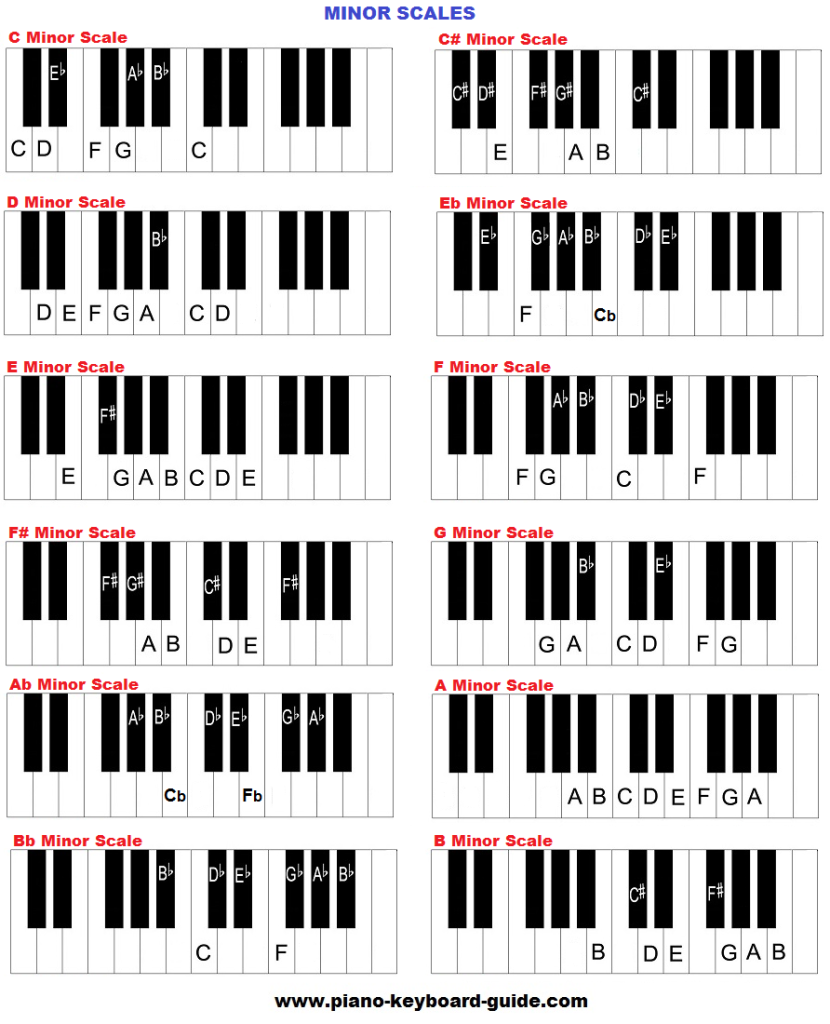 MINOR SCALES
C Minor Scale
E♭ A♭ B♭
C D F G C
C# Minor Scale
C# D# F# G# C#
E A B
D Minor Scale
B♭
D E F G A C D
Eb Minor Scale
E♭ G♭ A♭ B♭ D♭ E♭
F Cb
E Minor Scale
F#
E G A B C D E
F Minor Scale
A♭ B♭ D♭ E♭
F G C F
F# Minor Scale
F# G# C# F#
A B D E
G Minor Scale
B♭ E♭
G A C D F G
Ab Minor Scale
A♭ B♭ D♭ E♭ G♭ A♭
Cb Fb
A Minor Scale
A B C D E F G A
Bb Minor Scale
B♭ D♭ E♭ G♭ A♭ B♭
C F
B Minor Scale
C# F#
B D E G A B
www.piano-keyboard-guide.com